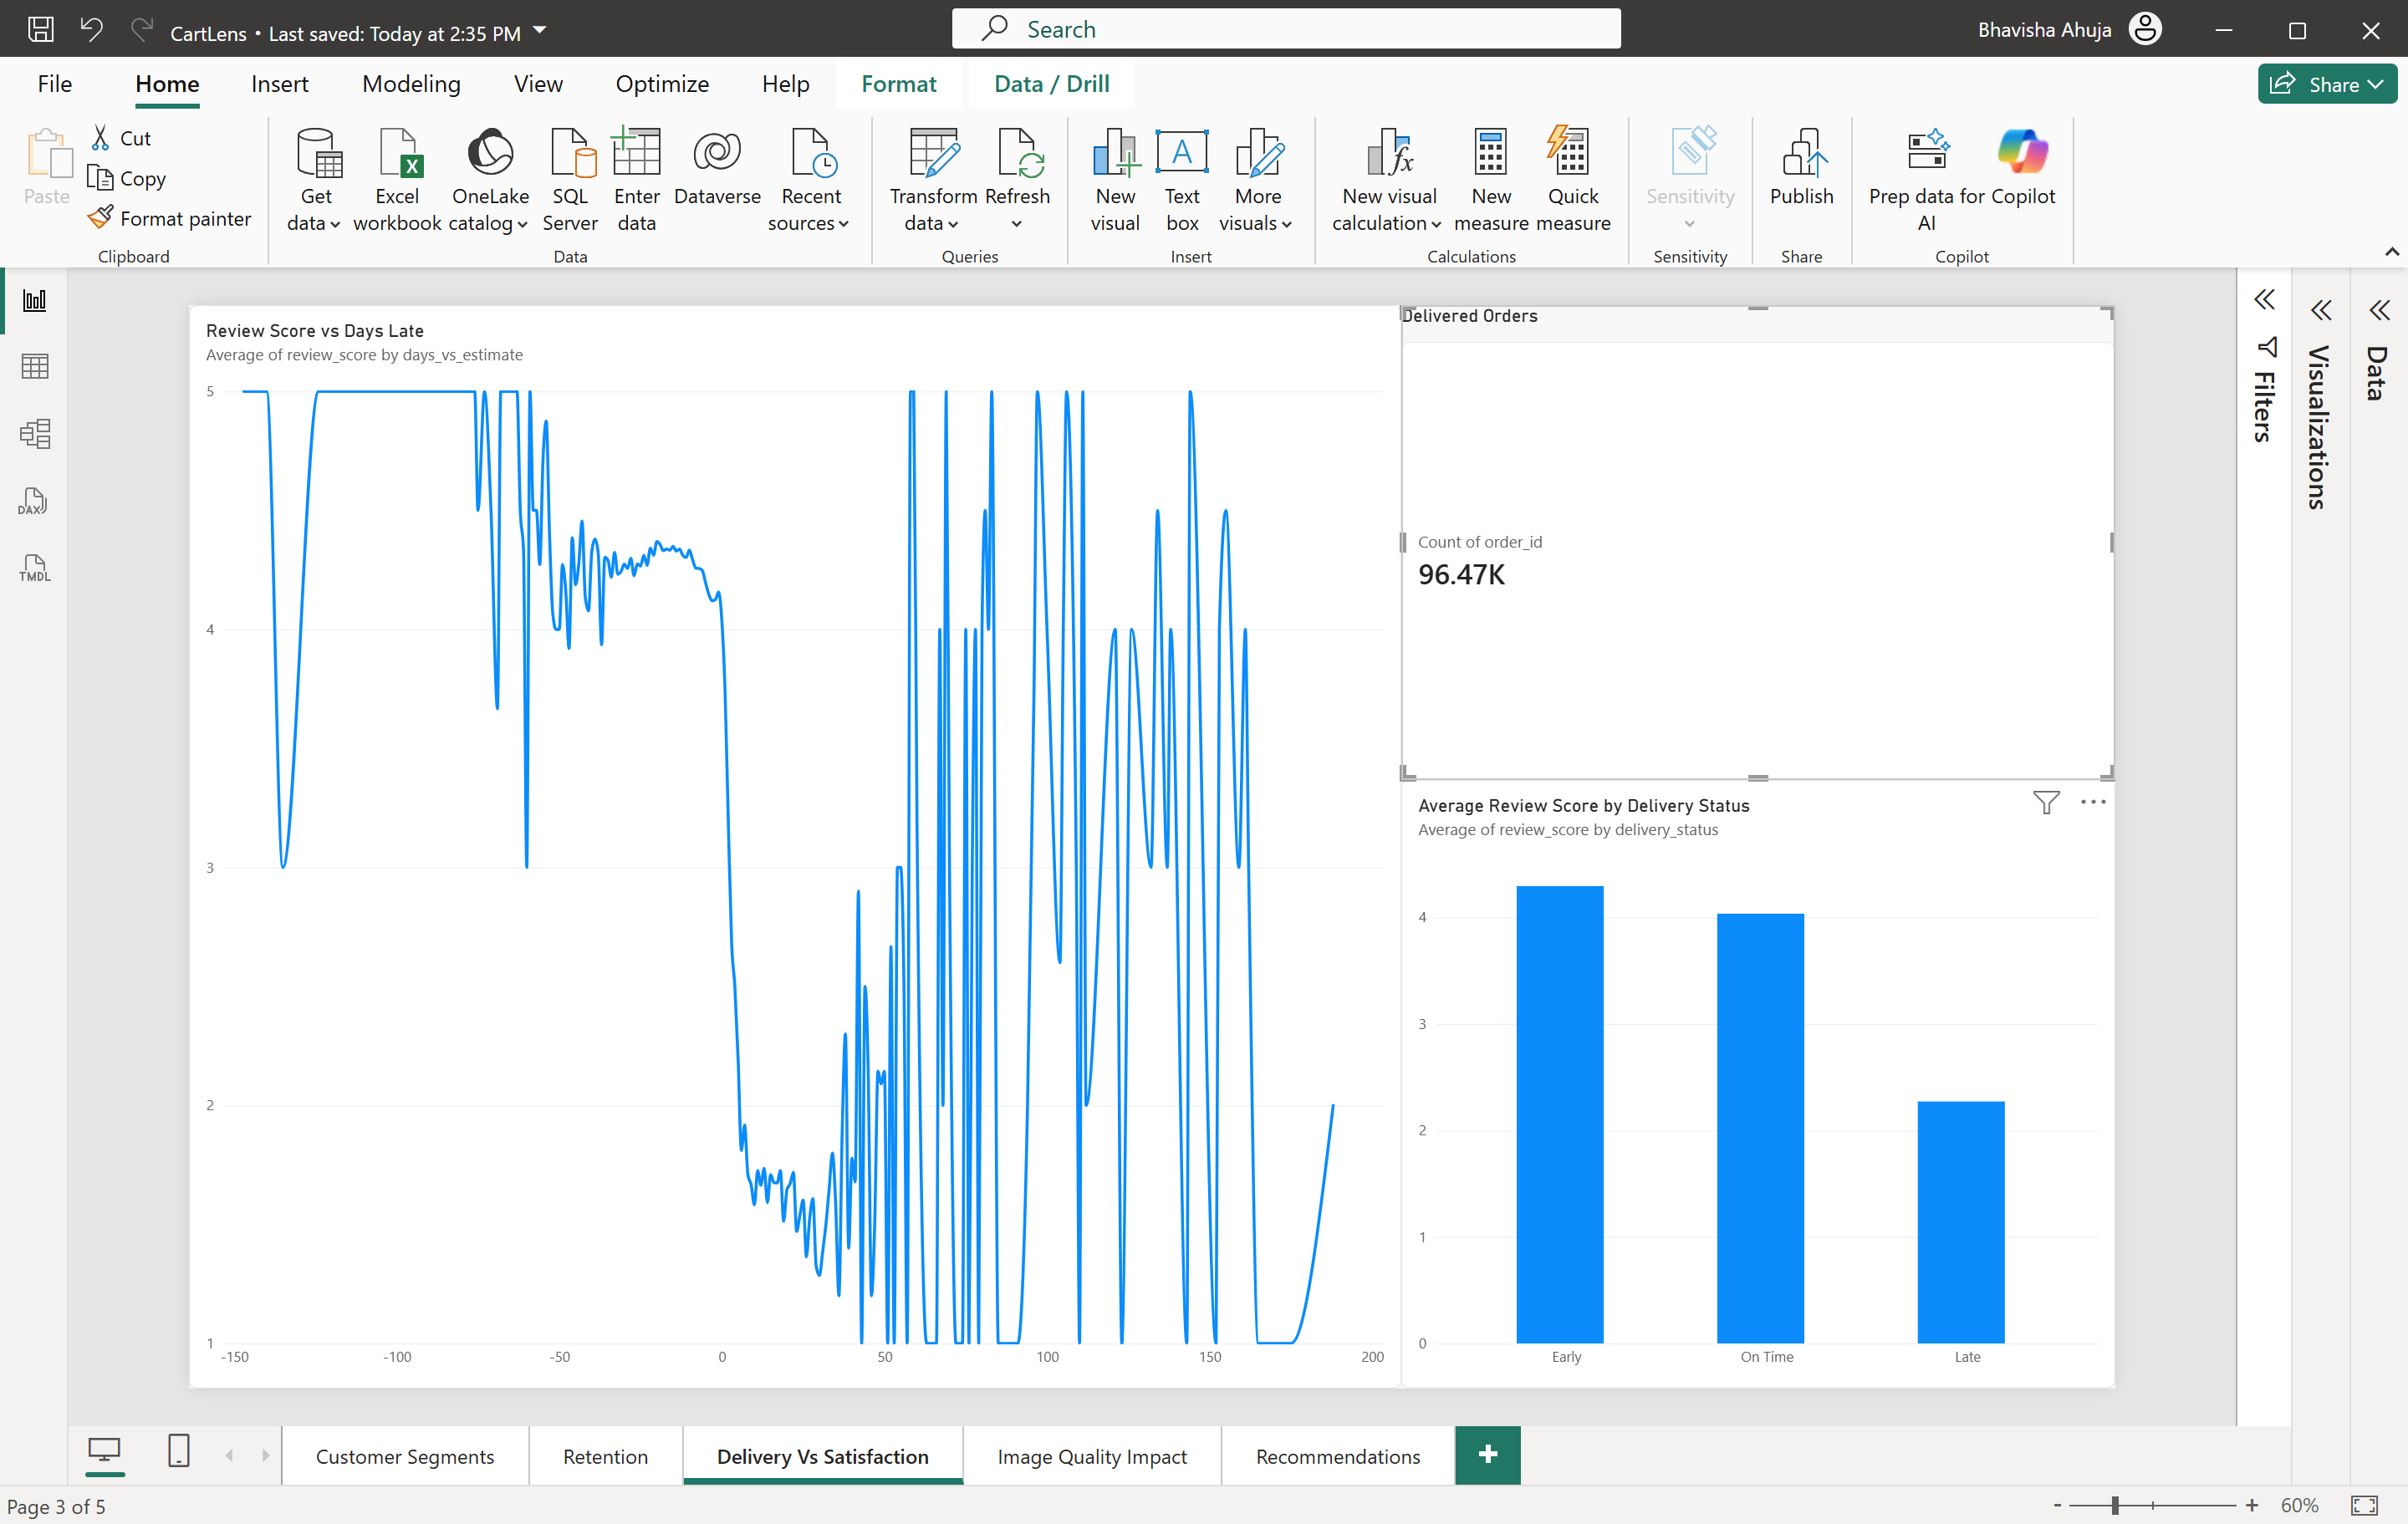 CartLens • Last saved: Today at 2:35 PM
Search
Bhavisha Ahuja
File
Home
Insert
Modeling
View
Optimize
Help
Format
Data / Drill
Share
Paste
Cut
Copy
Format painter
Clipboard
Get data
Excel workbook
OneLake catalog
SQL Server
Enter data
Dataverse
Recent sources
Data
Transform data
Refresh
Queries
New visual
Text box
More visuals
Insert
New visual calculation
New measure
Quick measure
Calculations
Sensitivity
Sensitivity
Publish
Share
Prep data for AI
Copilot
Copilot
DAX
TMDL
Review Score vs Days Late
Average of review_score by days_vs_estimate
5
4
3
2
1
-150
-100
-50
0
50
100
150
200
Delivered Orders
Count of order_id
96.47K
Average Review Score by Delivery Status
Average of review_score by delivery_status
4
3
2
1
0
Early
On Time
Late
Filters
Visualizations
Data
Customer Segments
Retention
Delivery Vs Satisfaction
Image Quality Impact
Recommendations
+
Page 3 of 5
- + 60%